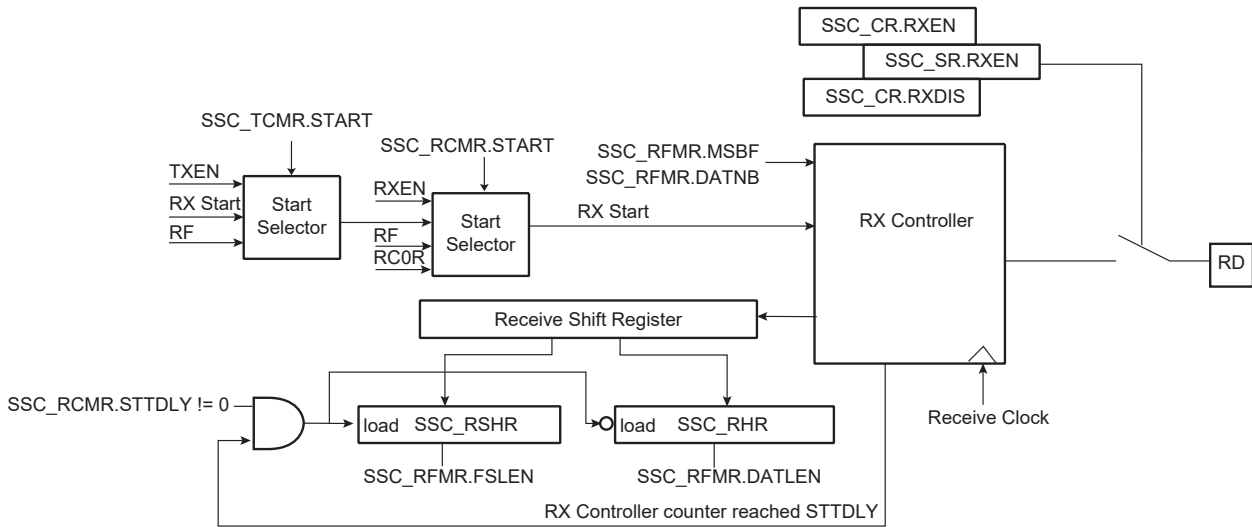 SSC_CR.RXEN
SSC_SR.RXEN
SSC_CR.RXDIS
SSC_TCMR.START
SSC_RCMR.START
SSC_RFMR.MSBF
SSC_RFMR.DATNB
TXEN
RX Start
RF
Start
Selector
RXEN
RF
RC0R
Start
Selector
RX Start
RX Controller
RD
Receive Shift Register
Receive Clock
SSC_RCMR.STTDLY != 0
load SSC_RSHR
load SSC_RHR
SSC_RFMR.FSLEN
SSC_RFMR.DATLEN
RX Controller counter reached STTDLY